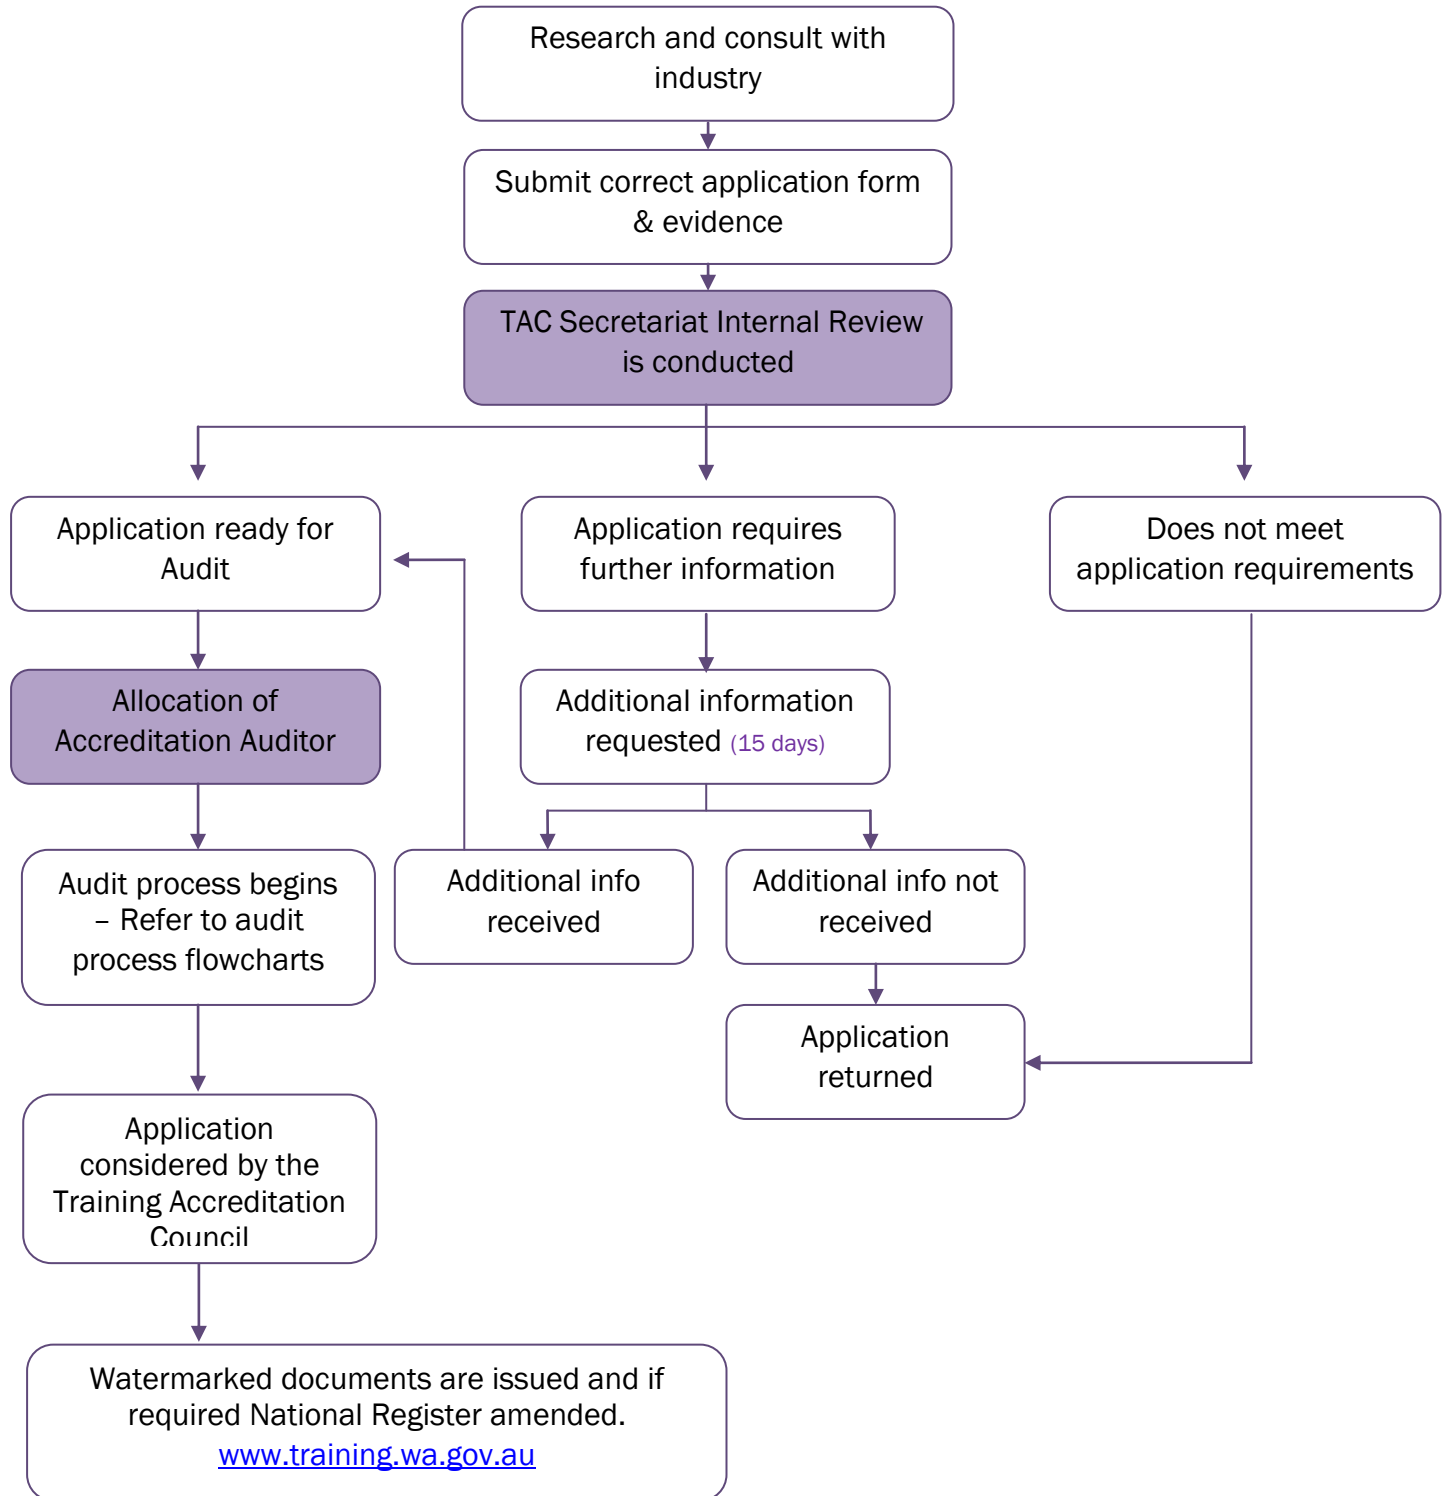 Research and consult with
industry
Submit correct application form
& evidence
TAC Secretariat Internal Review
is conducted
Application ready for
Audit
Application requires
further information
Does not meet
application requirements
Allocation of
Accreditation Auditor
Additional information
requested (15 days)
Audit process begins
– Refer to audit
process flowcharts
Additional info
received
Additional info not
received
Application
returned
Application
considered by the
Training Accreditation
Council
Watermarked documents are issued and if
required National Register amended.
www.training.wa.gov.au